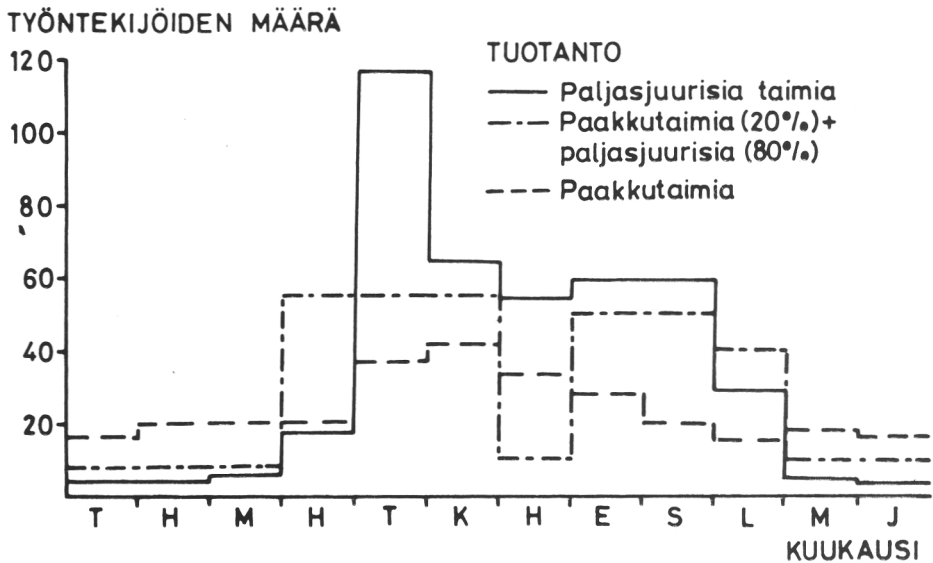 TYÖNTEKIJÖIDEN MÄÄRÄ
TUOTANTO
Paljasjuurisia taimia
Paakkutaimia (20%)+
paljasjuurisia (80%)
Paakkutaimia
120
100
80
60
40
20
T H M H T K H E S L M J
KUUKAUSI